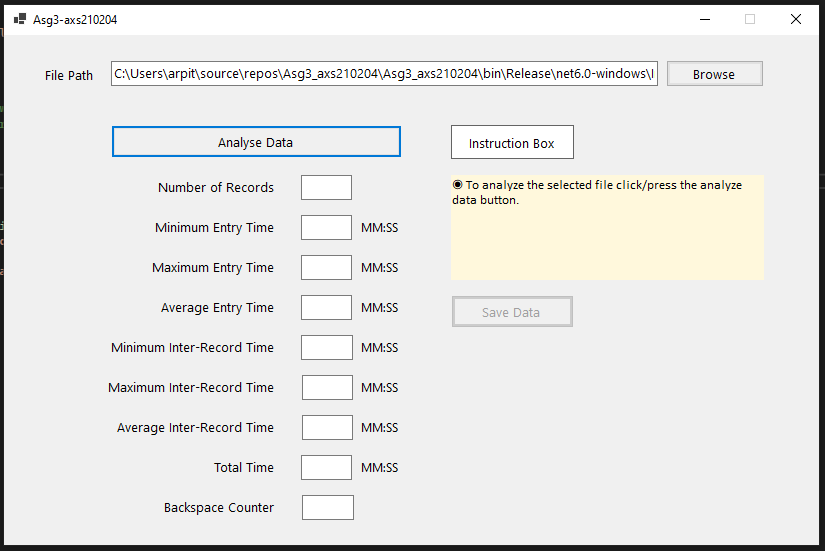 Asg3-axs210204
File Path
C:\Users\arpit\source\repos\Asg3_axs210204\Asg3_axs210204\bin\Release\net6.0-windows\
Browse
Analyse Data
Instruction Box
Number of Records
To analyze the selected file click/press the analyze
data button.
Minimum Entry Time MM:SS
Maximum Entry Time MM:SS
Average Entry Time MM:SS
Save Data
Minimum Inter-Record Time MM:SS
Maximum Inter-Record Time MM:SS
Average Inter-Record Time MM:SS
Total Time MM:SS
Backspace Counter